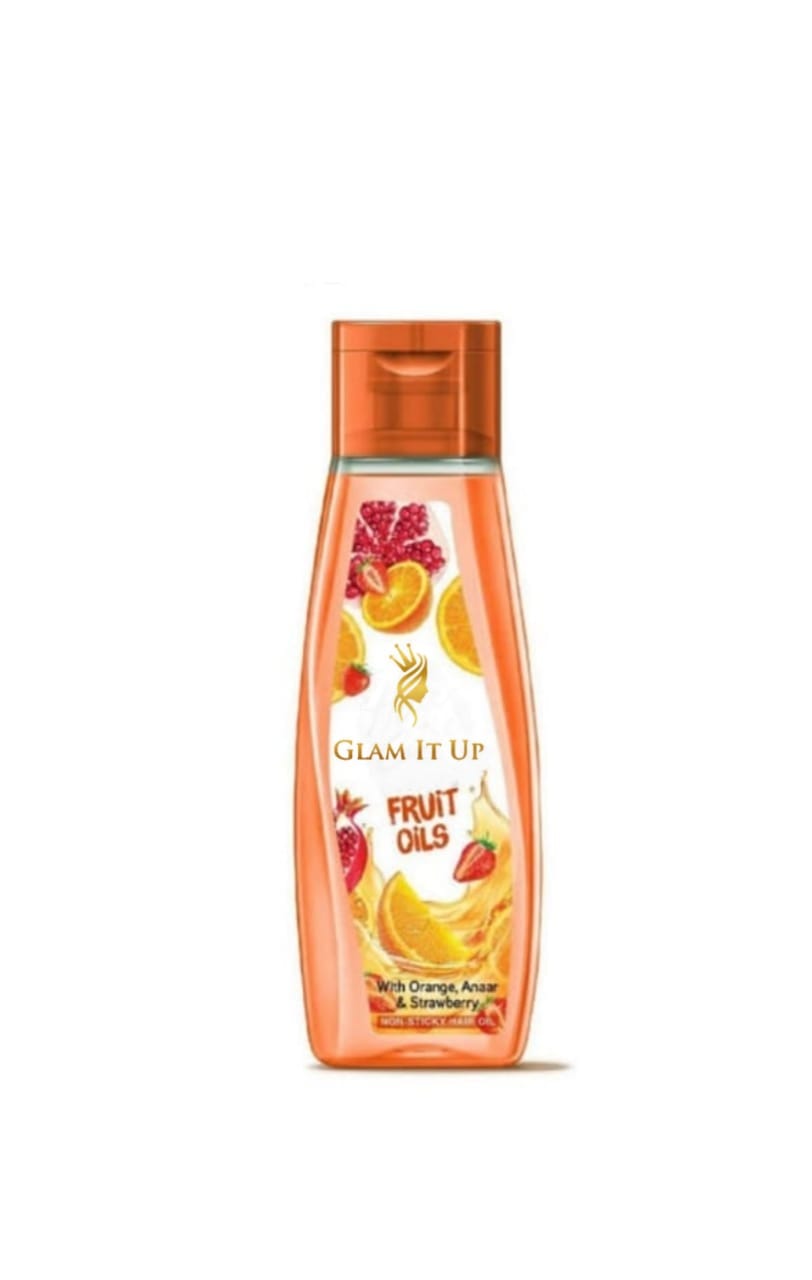 GLAM IT UP
FRUiT
OiLS
With Orange, Anaar
& Strawberry
NON-STICKY HAIR OIL